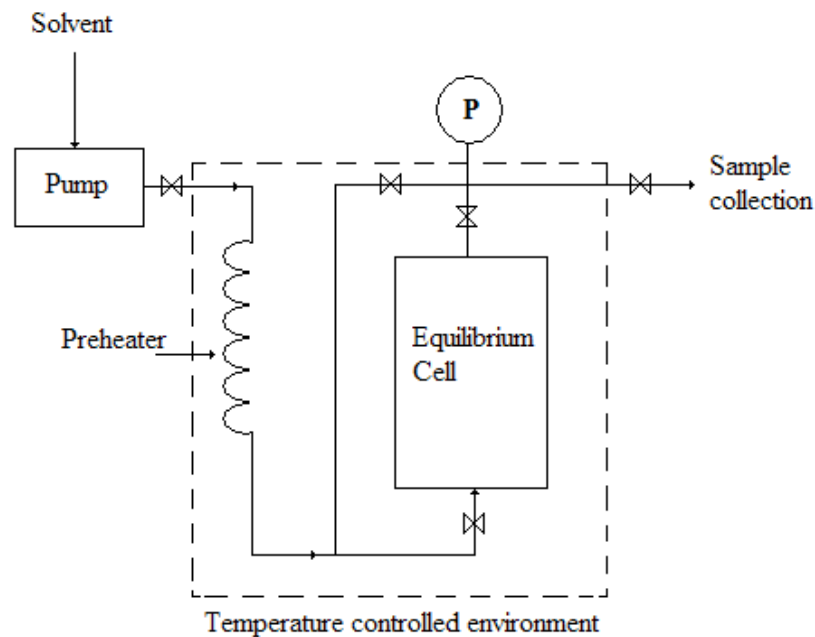 Solvent
P
Pump
Sample
collection
Preheater
Equilibrium
Cell
Temperature controlled environment